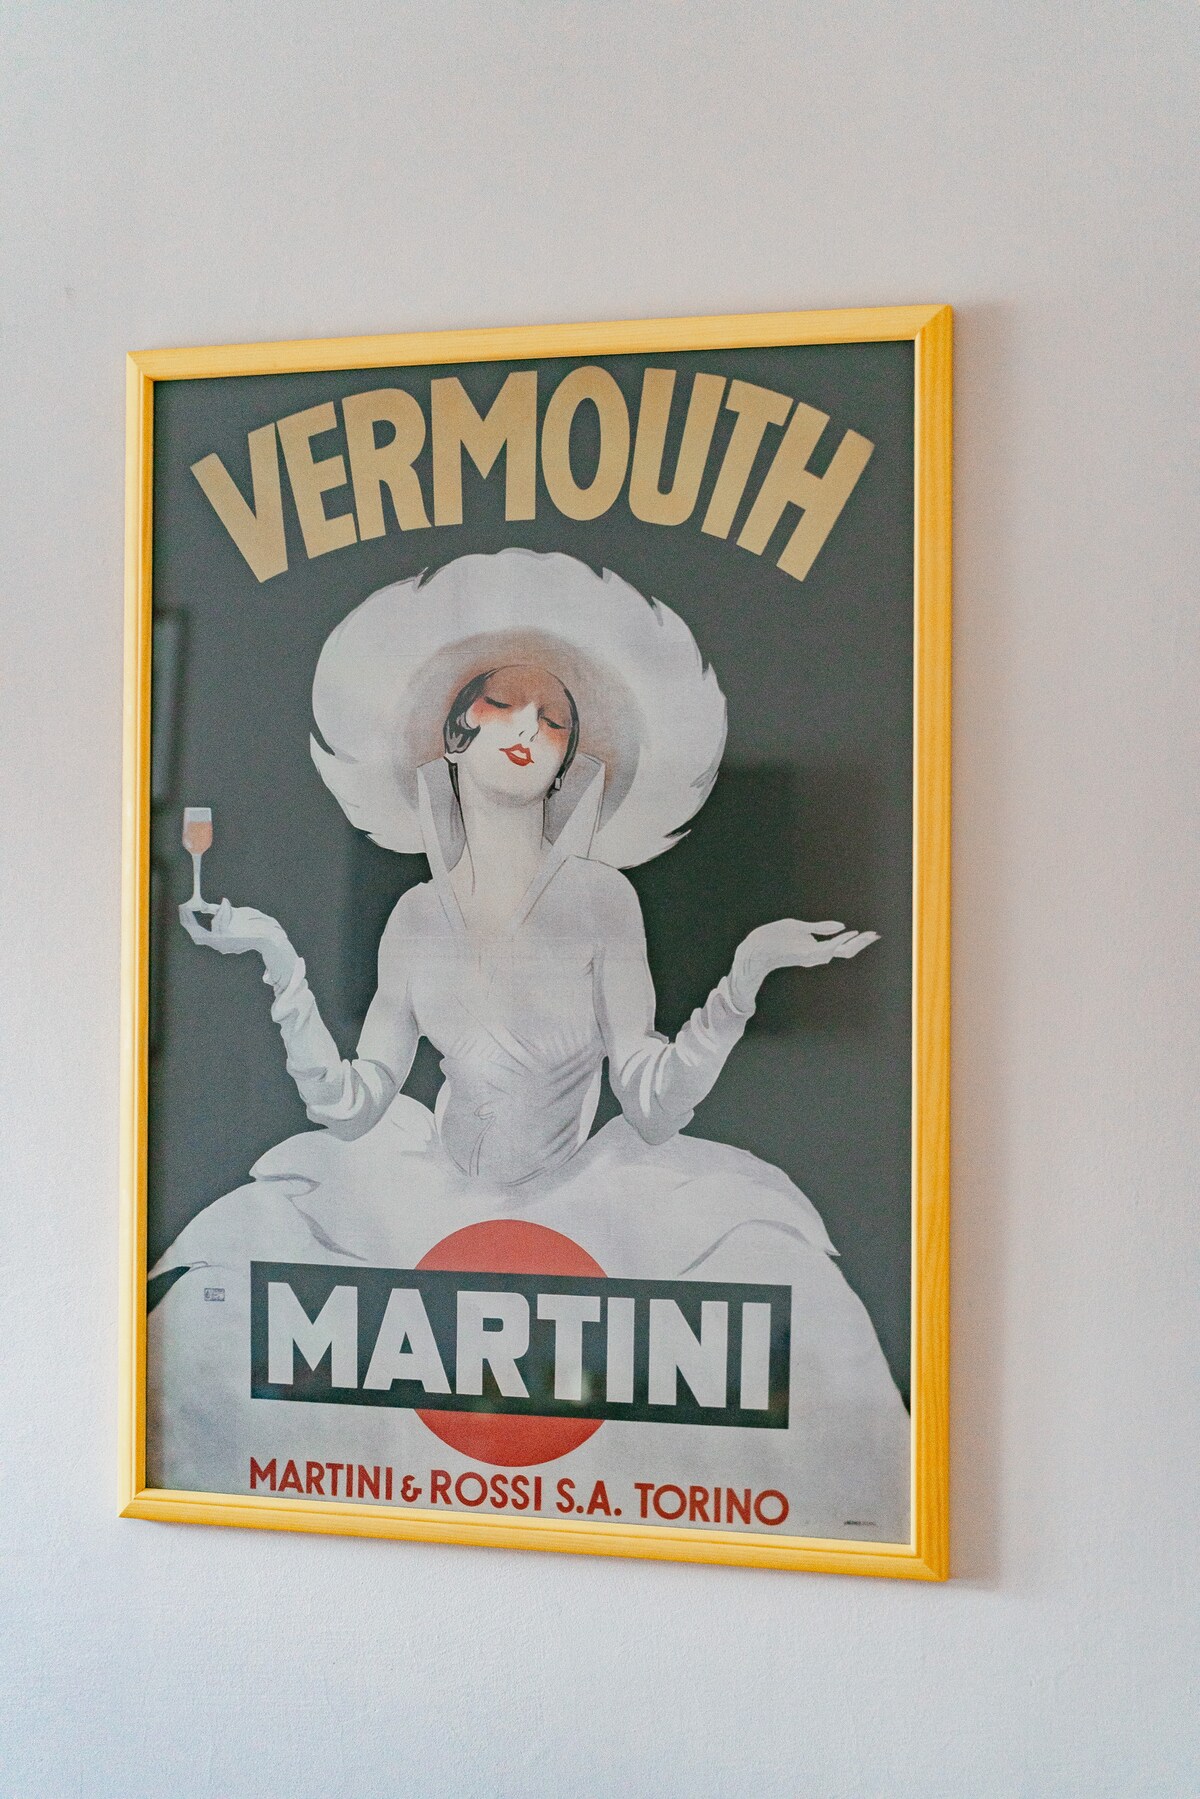 VERMOUTH
MARTINI
MARTINI & ROSSI S.A. TORINO